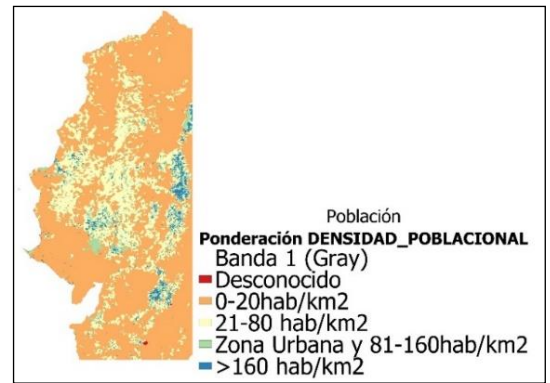 Población
Ponderación DENSIDAD_POBLACIONAL
Banda 1 (Gray)
Desconocido
0-20hab/km2
21-80 hab/km2
Zona Urbana y 81-160hab/km2
>160 hab/km2